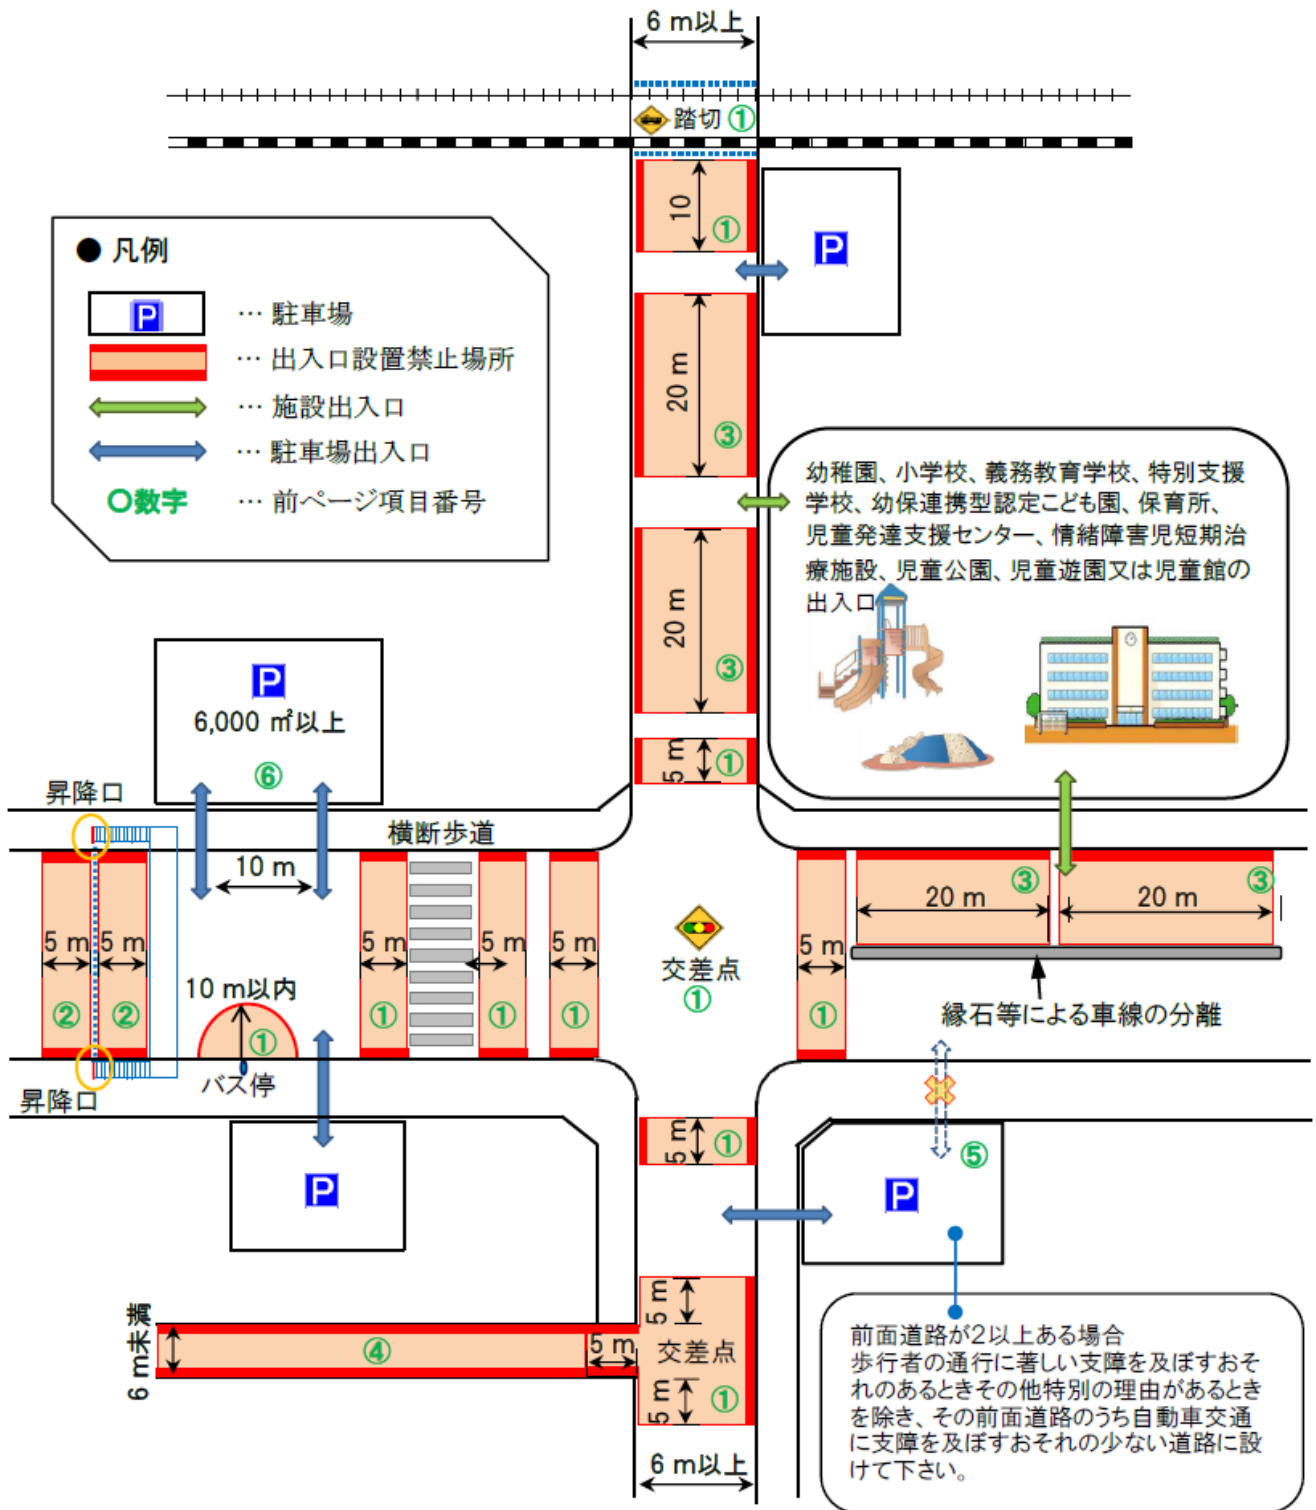 6 m以上
踏切 ①
10
①
P
● 凡例
P … 駐車場
… 出入口設置禁止場所
… 施設出入口
… 駐車場出入口
〇数字 … 前ページ項目番号
20 m
③
幼稚園、小学校、義務教育学校、特別支援
学校、幼保連携型認定こども園、保育所、
児童発達支援センター、情緒障害児短期治
療施設、児童公園、児童遊園又は児童館の
出入口
20 m
③
P
6,000 ㎡以上
⑥
5 m
①
昇降口
横断歩道
10 m
5 m
5 m
②
②
10 m以内
①
バス停
5 m
①
5 m
①
5 m
①
交差点
①
5 m
①
20 m
③
20 m
③
縁石等による車線の分離
昇降口
5 m
①
P
⑤
P
6 m未満
④
5 m
5 m
交差点
5 m
①
6 m以上
前面道路が2以上ある場合
歩行者の通行に著しい支障を及ぼすおそ
れのあるときその他特別の理由があるとき
を除き、その前面道路のうち自動車交通
に支障を及ぼすおそれの少ない道路に設
けて下さい。